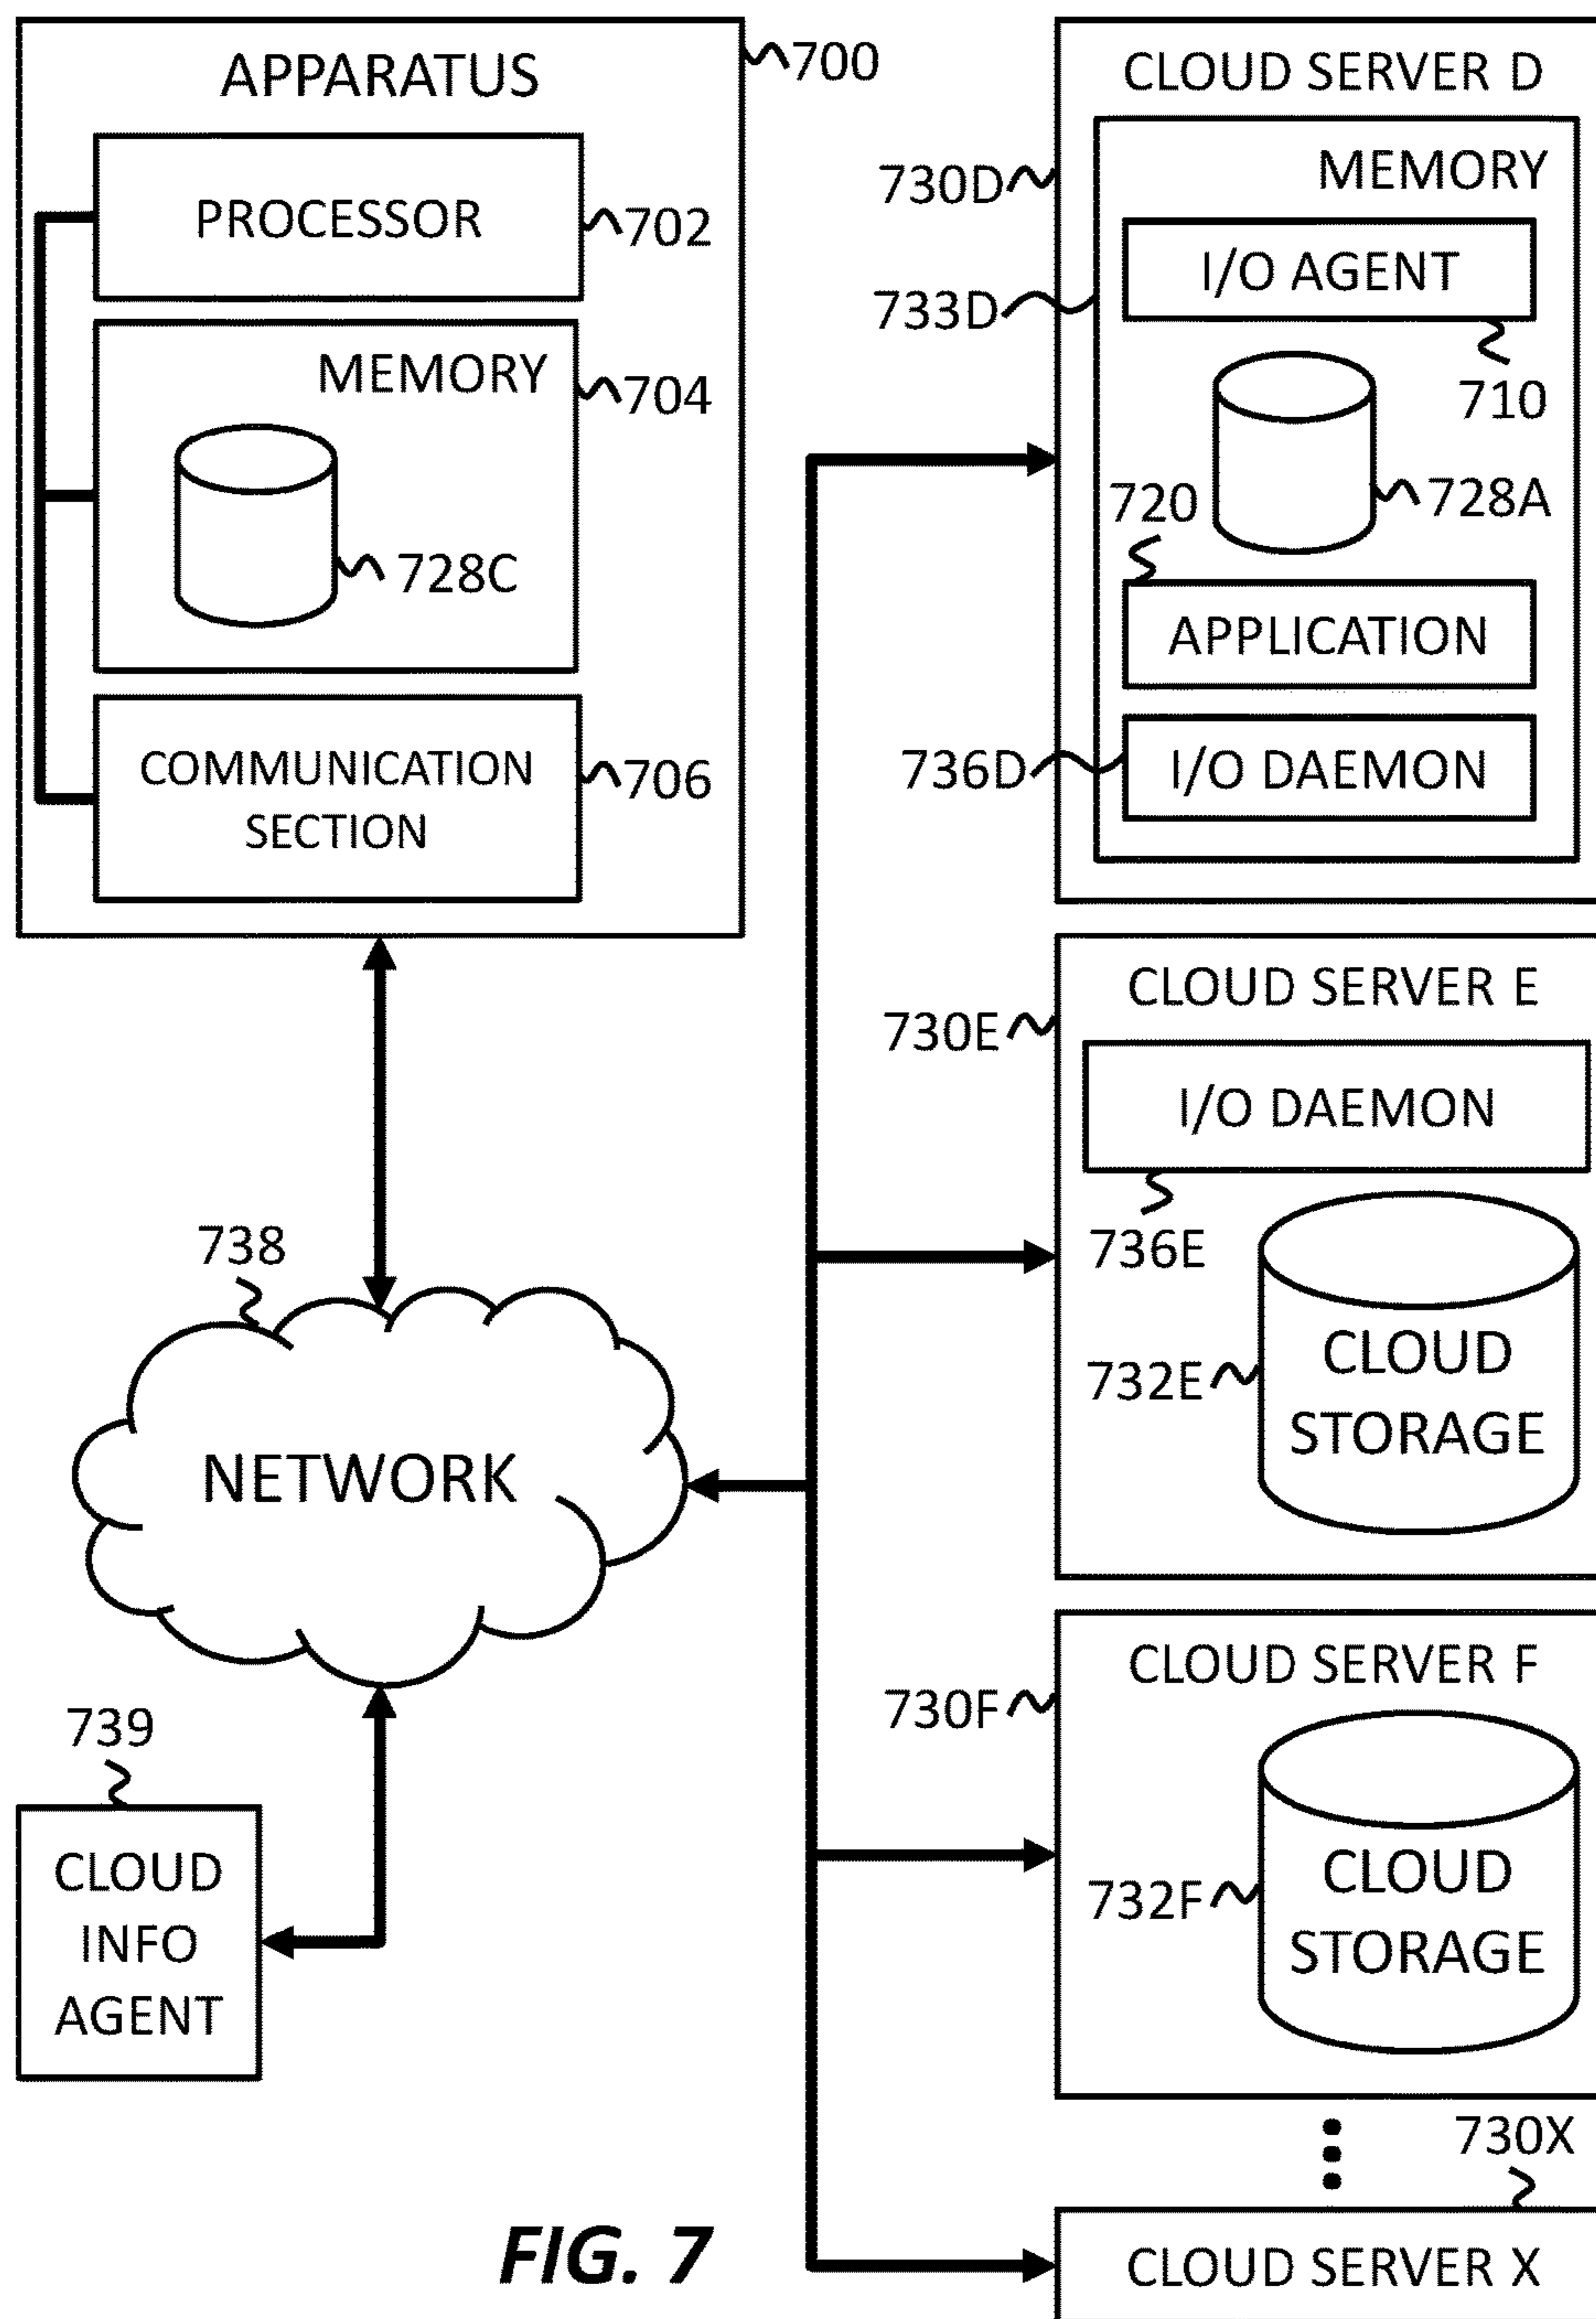 APPARATUS
700
PROCESSOR
702
MEMORY
704
728C
COMMUNICATION
SECTION
706
738
NETWORK
739
CLOUD
INFO
AGENT
CLOUD SERVER D
730D
MEMORY
733D
I/O AGENT
710
728A
720
APPLICATION
736D
I/O DAEMON
CLOUD SERVER E
730E
I/O DAEMON
736E
732E
CLOUD
STORAGE
CLOUD SERVER F
730F
732F
CLOUD
STORAGE
730X
CLOUD SERVER X
FIG. 7